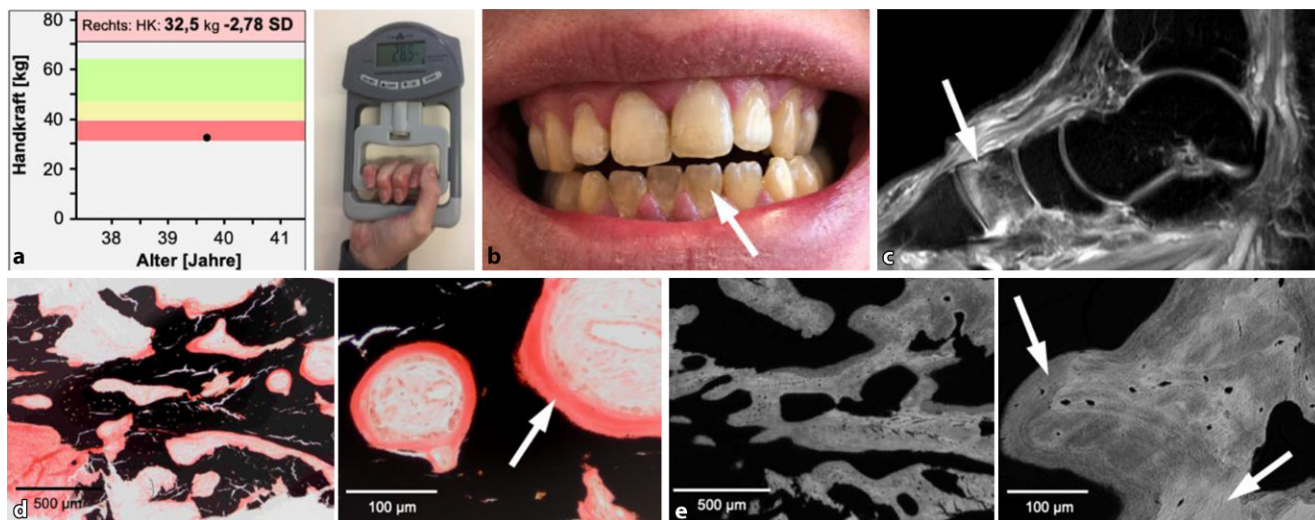 80
60
40
20
0
Handkraft [kg]
Rechts: HK: 32,5 kg -2,78 SD
38 39 40 41
Alter [Jahre]
a
b
c
500 µm
d
100 µm
500 µm
e
100 µm